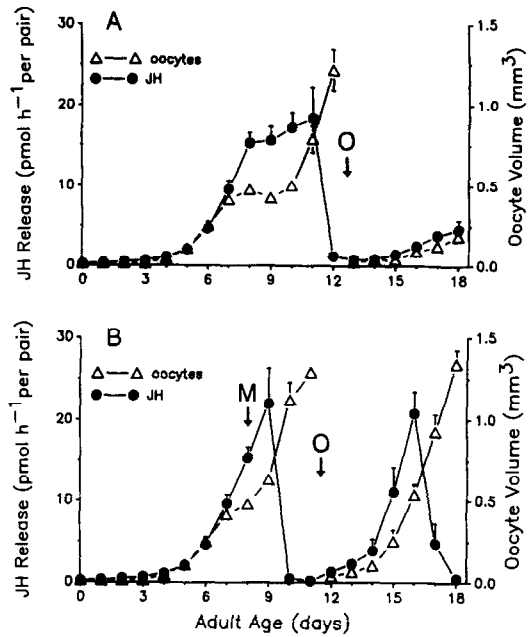 A
JH Release (pmol h⁻¹ per pair)
30
20
10
0
oocytes
JH
O
Oocyte Volume (mm³)
1.5
1.0
0.5
0.0
0 3 6 9 12 15 18
B
JH Release (pmol h⁻¹ per pair)
30
20
10
0
oocytes
JH
M
O
Oocyte Volume (mm³)
1.5
1.0
0.5
0.0
0 3 6 9 12 15 18
Adult Age (days)